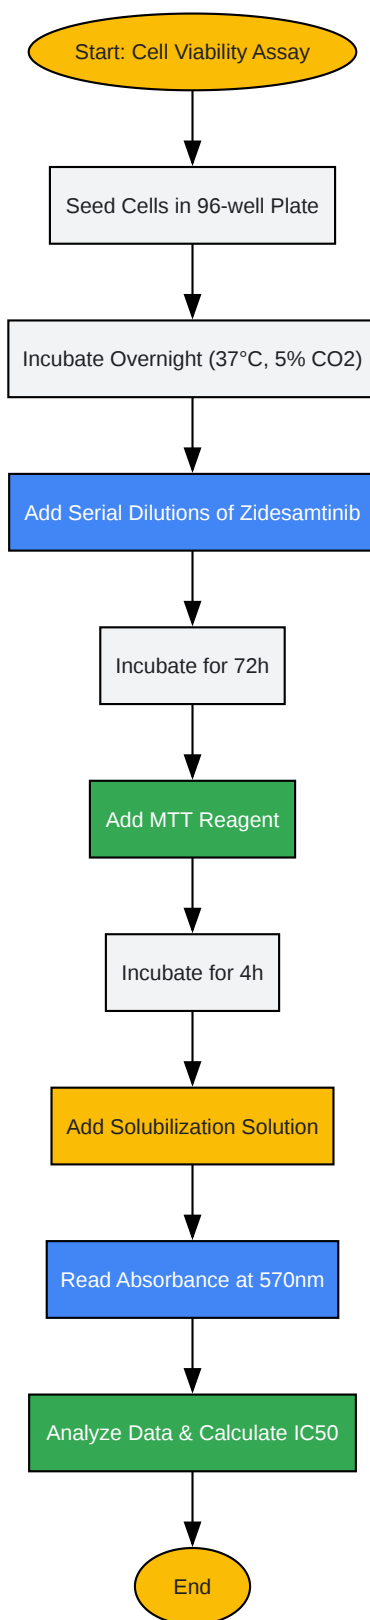 Start: Cell Viability Assay
Seed Cells in 96-well Plate
Incubate Overnight (37°C, 5% CO2)
Add Serial Dilutions of Zidesamtinib
Incubate for 72h
Add MTT Reagent
Incubate for 4h
Add Solubilization Solution
Read Absorbance at 570nm
Analyze Data & Calculate IC50
End